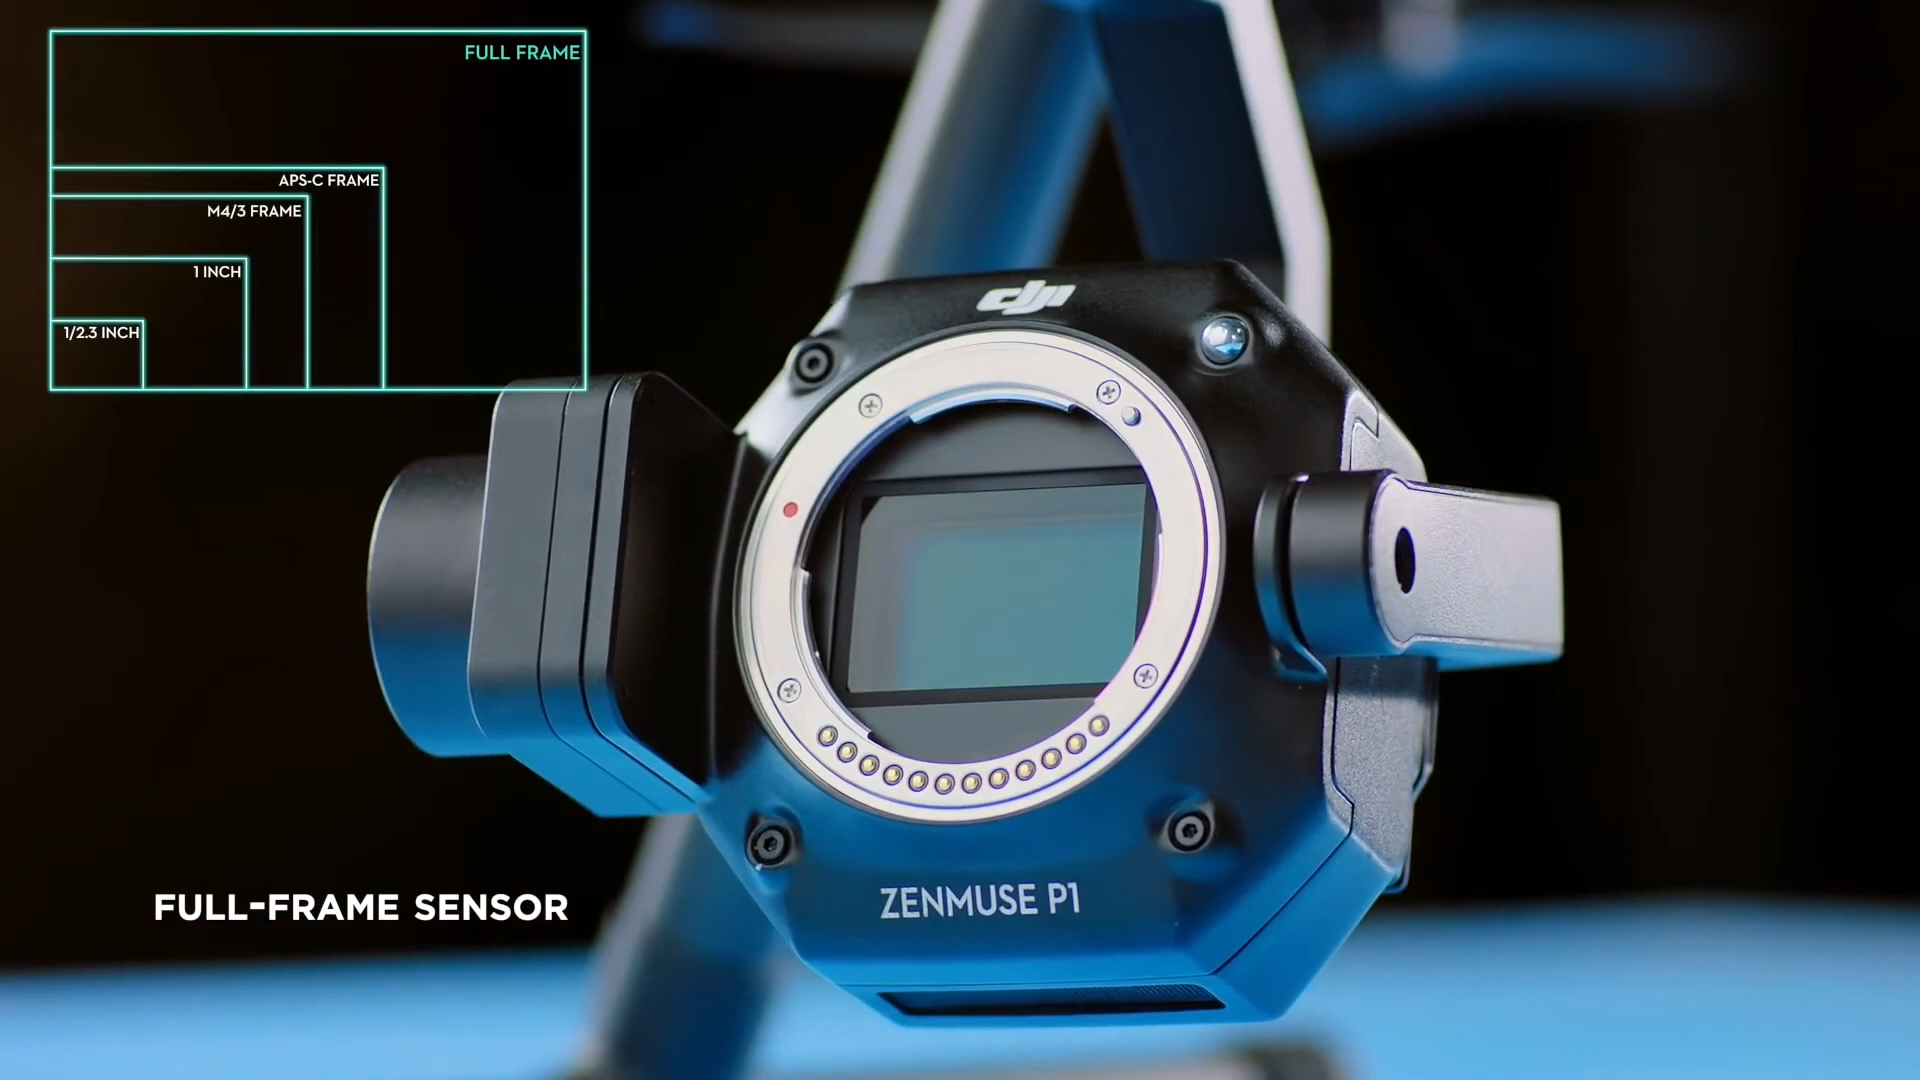 FULL FRAME
APS-C FRAME
M4/3 FRAME
1 INCH
1/2.3 INCH
dji
ZENMUSE P1
FULL-FRAME SENSOR